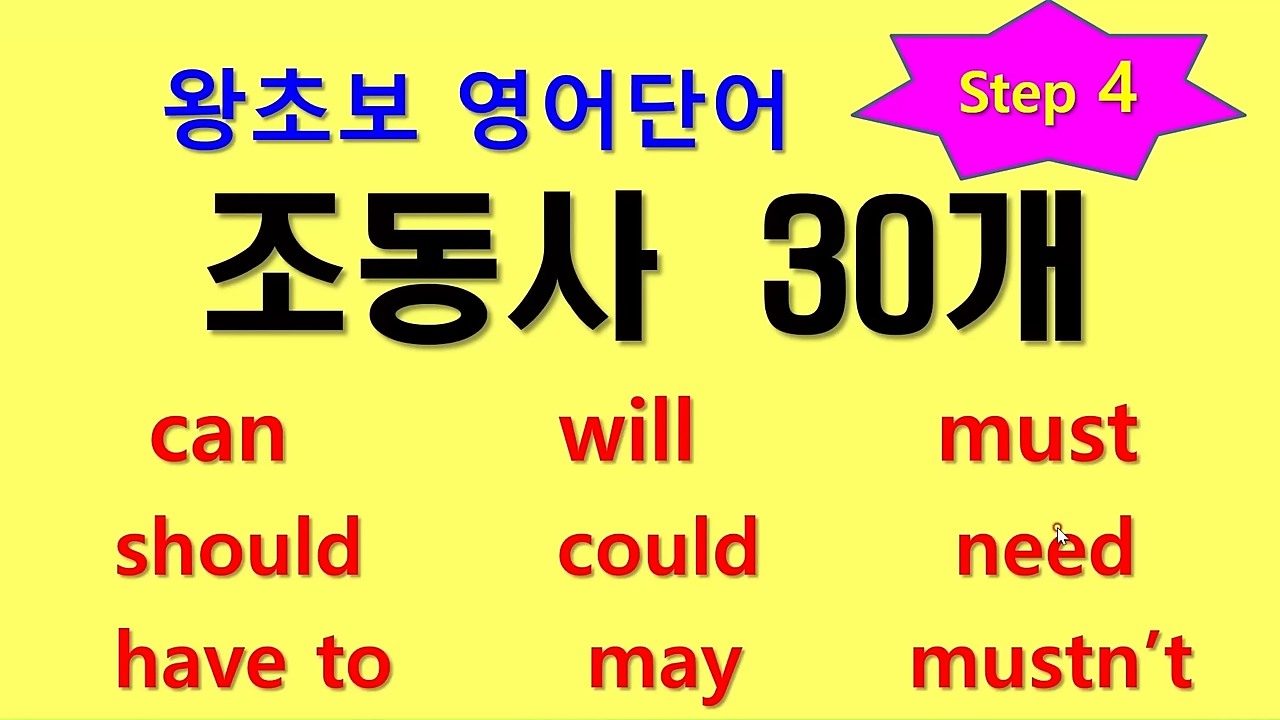 왕초보 영어단어
Step 4
조동사 30개
can will must
should could need
have to may mustn’t